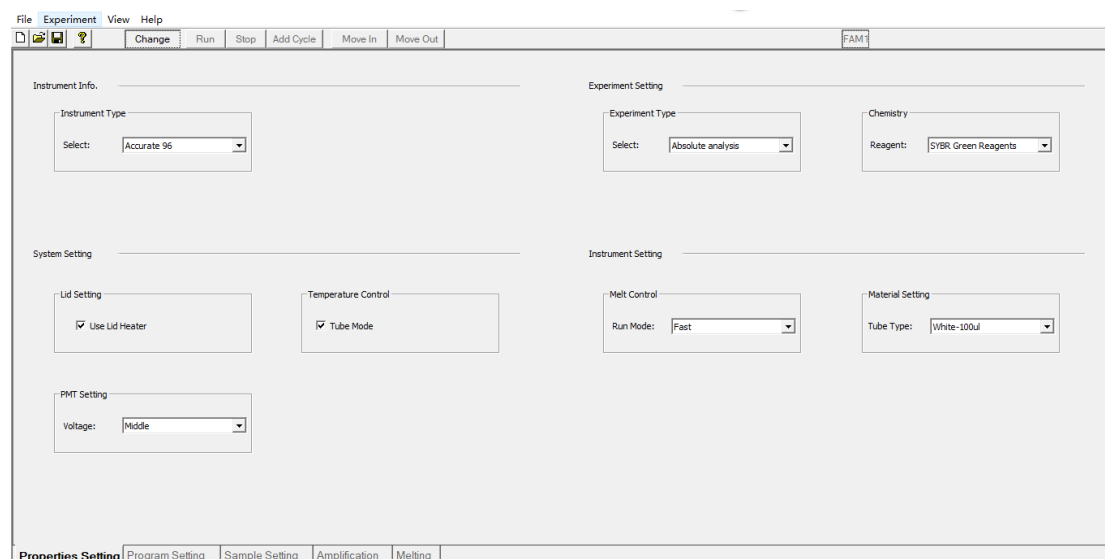 File Experiment View Help
Change Run Stop Add Cycle Move In Move Out FAM1
Instrument Info. Experiment Setting
Instrument Type Experiment Type Chemistry
Select: Accurate 96 Select: Absolute analysis Reagent: SYBR Green Reagents
System Setting Instrument Setting
Lid Setting Temperature Control Melt Control Material Setting
Use Lid Heater Tube Mode Run Mode: Fast Tube Type: White-100ul
PMT Setting
Voltage: Middle
Properties Setting Program Setting Sample Setting Amplification Melting